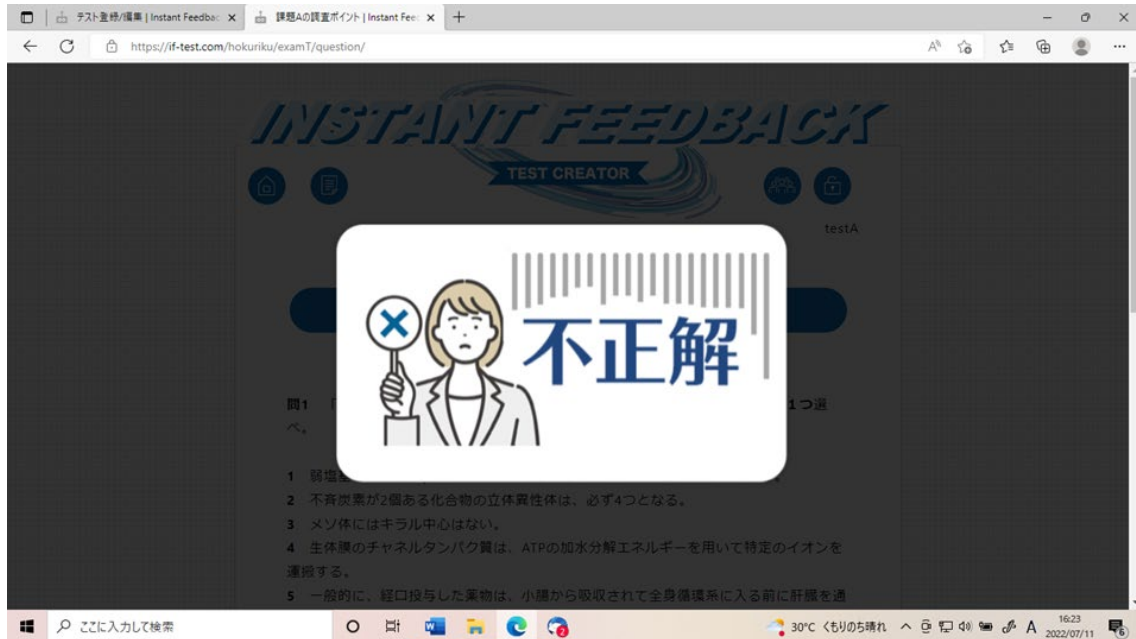 テスト登録/編集 | Instant Feedbac
課題Aの調査ポイント | Instant Feed
https://if-test.com/hokuriku/examT/question/
INSTANT FEEDBACK
TEST CREATOR
testA
不正解
問1 「
1つ選
べ。
1 弱塩基
2 不斉炭素が2個ある化合物の立体異性体は、必ず4つとなる。
3 メソ体にはキラル中心はない。
4 生体膜のチャネルタンパク質は、ATPの加水分解エネルギーを用いて特定のイオンを
運搬する。
5 一般的に、経口投与した薬物は、小腸から吸収されて全身循環系に入る前に肝臓を通
ここに入力して検索
30°C くもりのち晴れ
A
16:23
2022/07/11